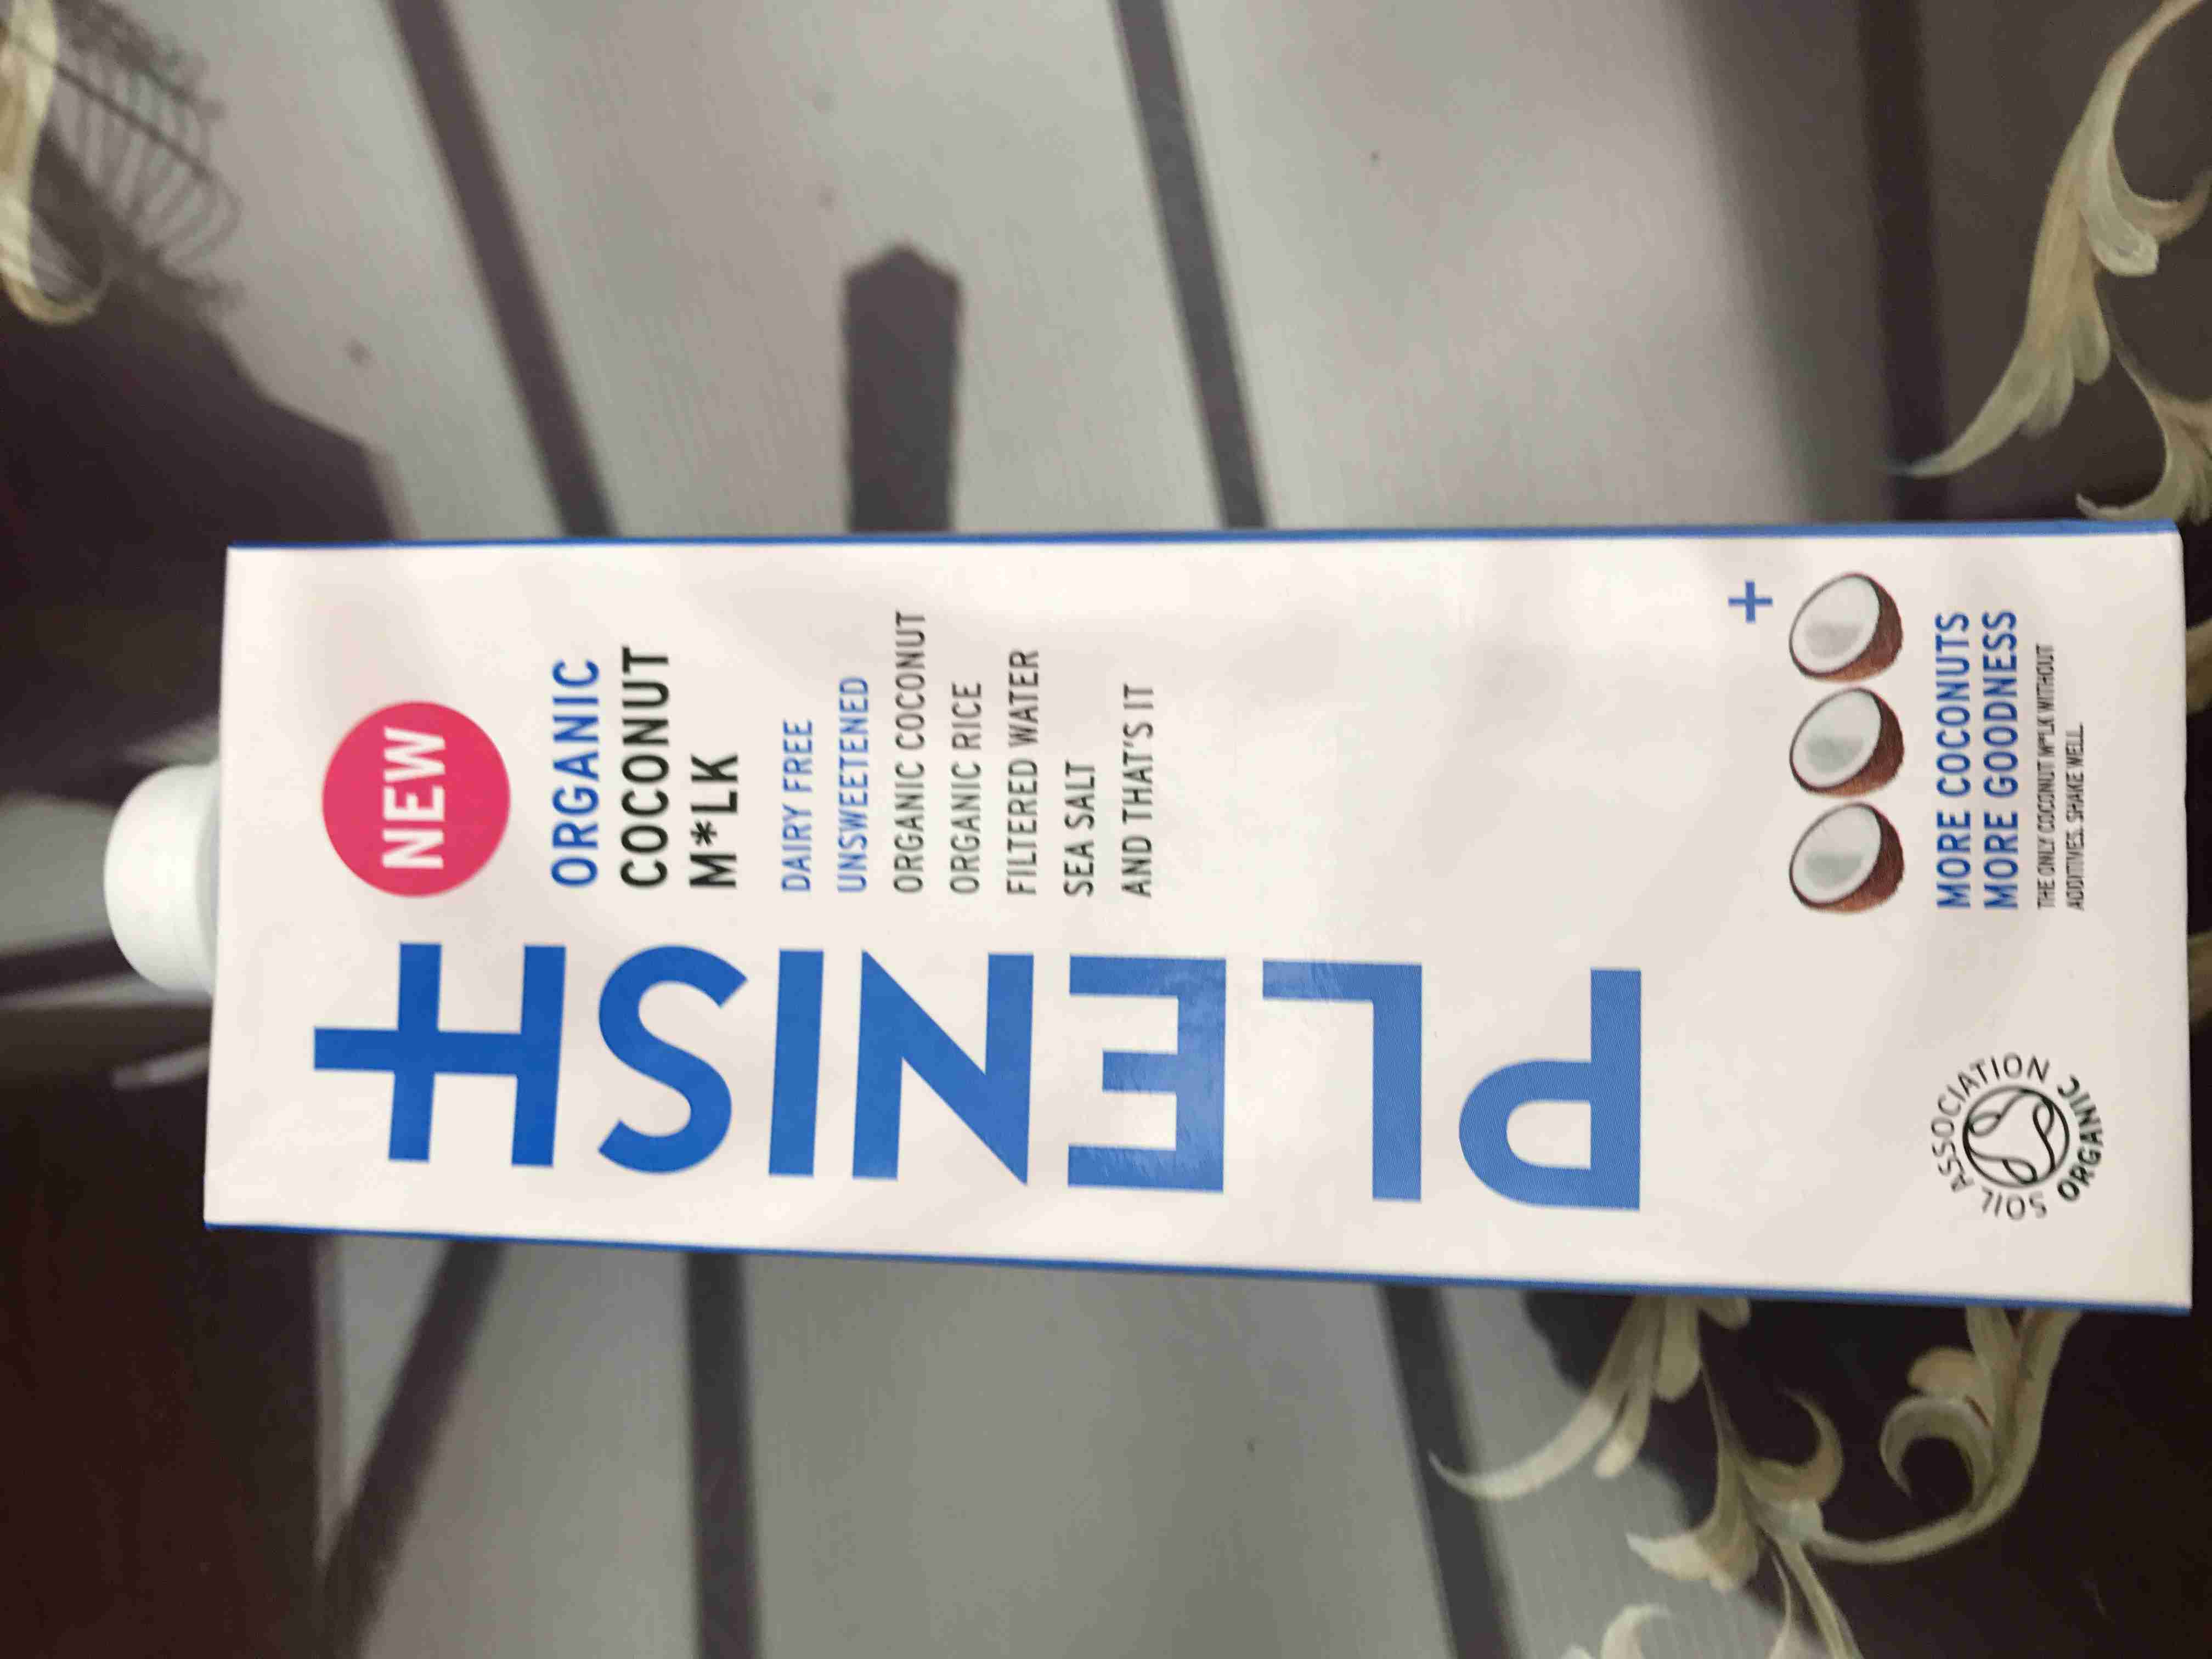 NEW
ORGANIC
COCONUT
M*LK
DAIRY FREE
UNSWEETENED
ORGANIC COCONUT
ORGANIC RICE
FILTERED WATER
SEA SALT
AND THAT'S IT
PLENISH
+
MORE COCONUTS
MORE GOODNESS
THE ONLY COCONUT M*LK WITHOUT
ADDITIVES. SHAKE WELL.
SOIL ASSOCIATION
ORGANIC